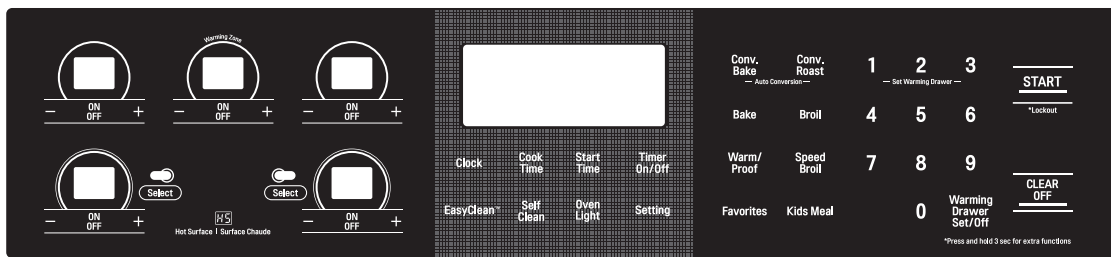 Warming Zone
− ON OFF +
− ON OFF +
− ON OFF +
Select
Select
− ON OFF +
− ON OFF +
HS
Hot Surface | Surface Chaude
Clock
Cook
Time
Start
Time
Timer
On/Off
EasyClean™
Self
Clean
Oven
Light
Setting
Conv.
Bake
Conv.
Roast
— Auto Conversion —
Bake
Broil
Warm/
Proof
Speed
Broil
Favorites
Kids Meal
1 2 3
— Set Warming Drawer —
4 5 6
7 8 9
0
Warming
Drawer
Set/Off
START
*Lockout
CLEAR
OFF
*Press and hold 3 sec for extra functions